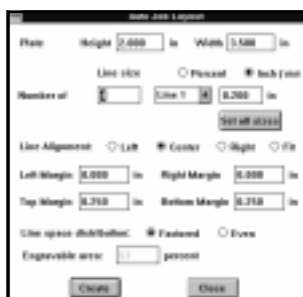 Auto Job Layout
Plate Height 2.000 in Width 3.500 in
Line size Percent Inch / mm
Number of Line 1 0.200 in
Set all sizes
Line Alignment: Left Center Right Fit
Left Margin 0.000 in Right Margin 0.000 in
Top Margin 0.250 in Bottom Margin 0.250 in
Line space distribution: Factored Even
Engravable area: percent
Create Close